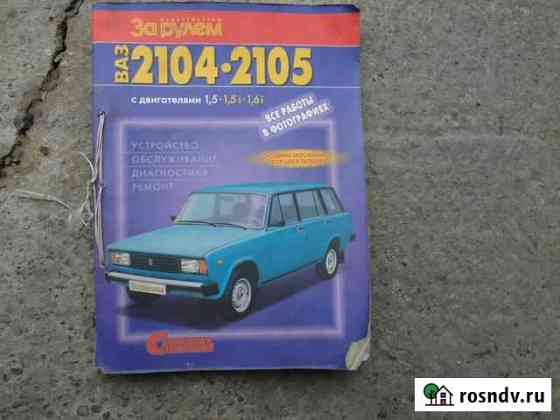 За рулем
ВАЗ
2104·2105
с двигателями 1,5·1,5i·1,6i
ВСЕ РАБОТЫ
В ФОТОГРАФИЯХ
УСТРОЙСТВО
ОБСЛУЖИВАНИЕ
ДИАГНОСТИКА
РЕМОНТ
rosndv.ru